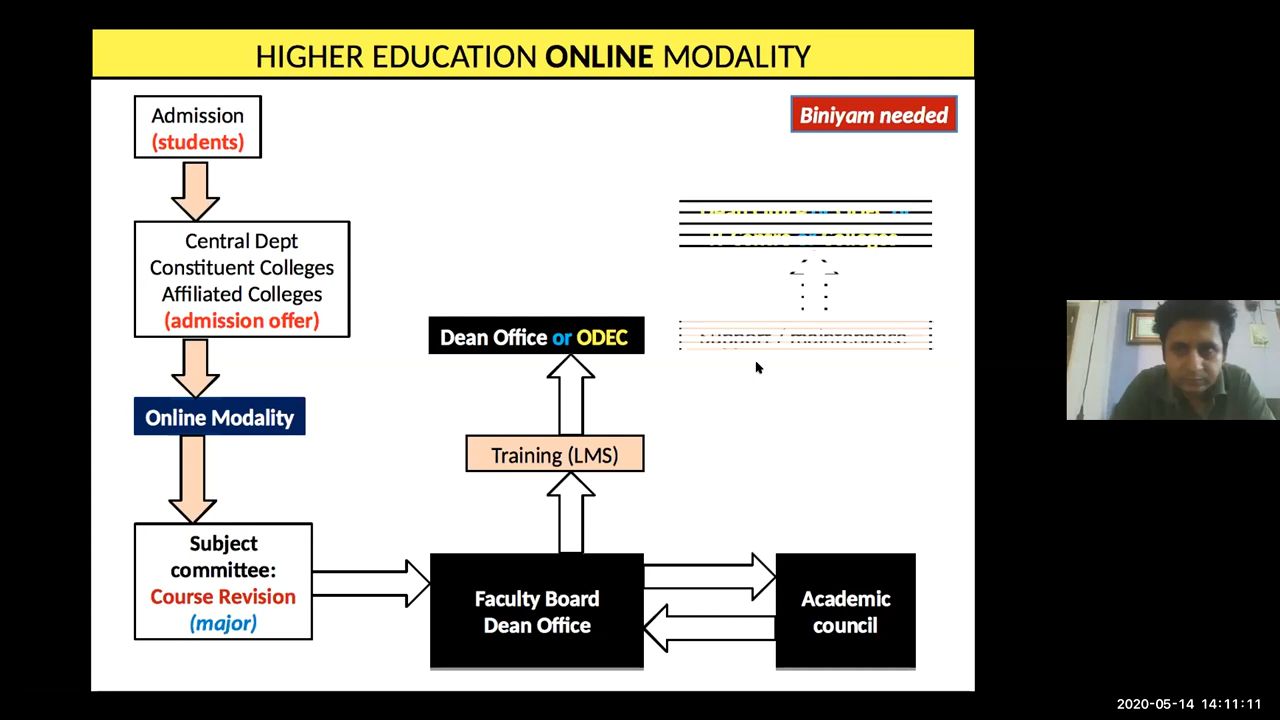 HIGHER EDUCATION ONLINE MODALITY
Admission
(students)
Biniyam needed
Central Dept
Constituent Colleges
Affiliated Colleges
(admission offer)
Dean Office or ODEC
Online Modality
Training (LMS)
Subject
committee:
Course Revision
(major)
Faculty Board
Dean Office
Academic
council
2020-05-14 14:11:11